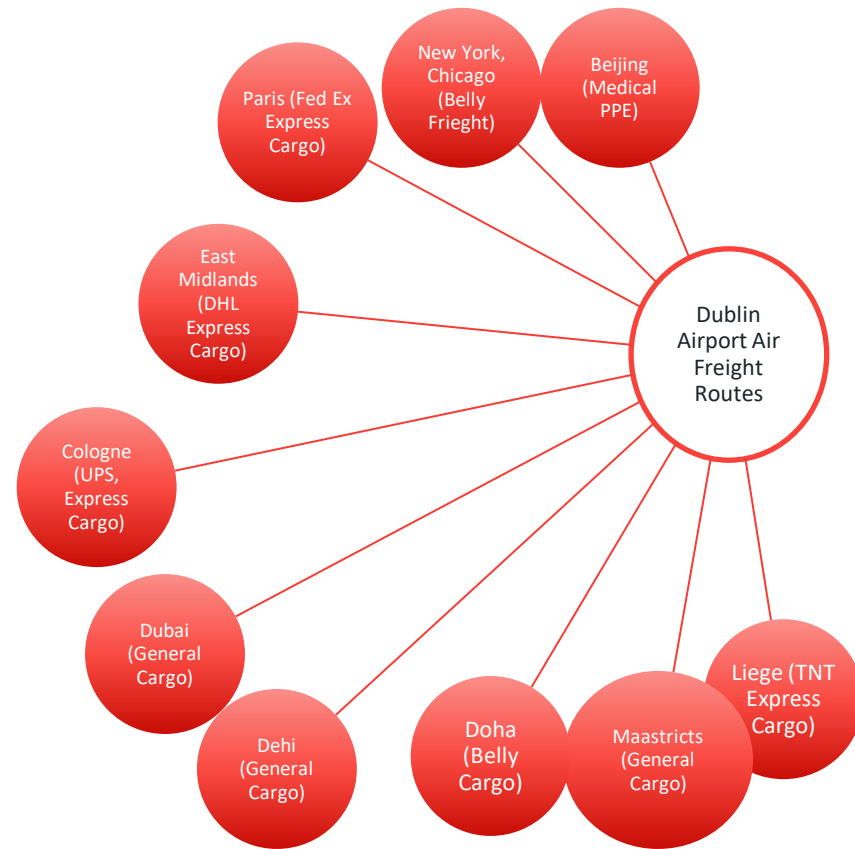 New York,
Chicago
(Belly
Frieght)
Beijing
(Medical
PPE)
Paris (Fed Ex
Express
Cargo)
East
Midlands
(DHL
Express
Cargo)
Dublin
Airport Air
Freight
Routes
Cologne
(UPS,
Express
Cargo)
Dubai
(General
Cargo)
Dehi
(General
Cargo)
Doha
(Belly
Cargo)
Maastricts
(General
Cargo)
Liege (TNT
Express
Cargo)